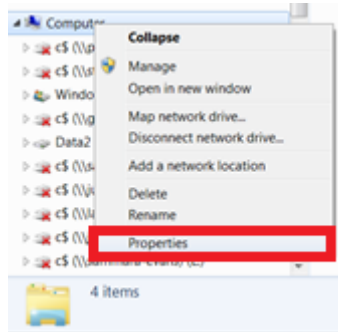 Computer
Collapse
c$ (\\p
Manage
c$ (\\s
Open in new window
Windo
c$ (\\g
Map network drive...
Data2
Disconnect network drive...
c$ (\\s
Add a network location
c$ (\\ju
Delete
c$ (\\
Rename
c$ (\\
Properties
c$ (\\
4 items